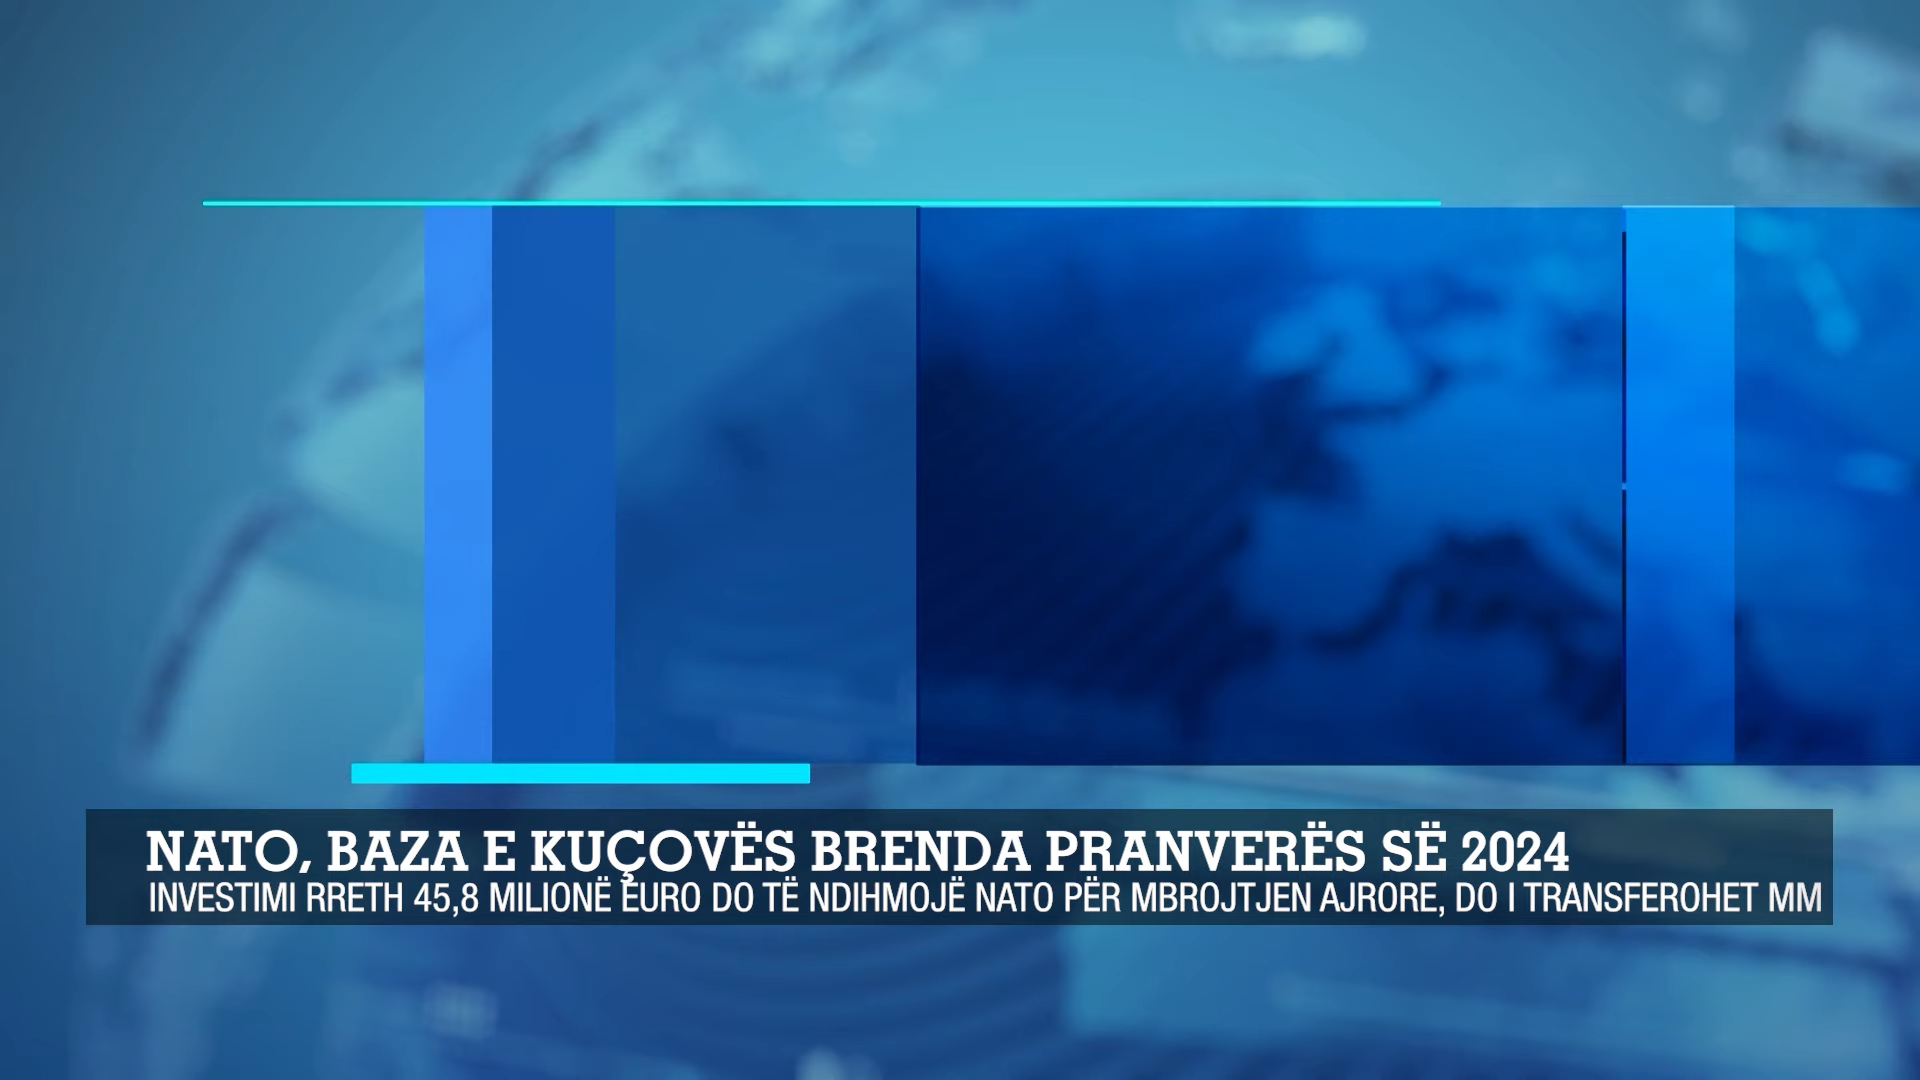 NATO, BAZA E KUÇOVËS BRENDA PRANVERËS SË 2024
INVESTIMI RRETH 45,8 MILIONË EURO DO TË NDIHMOJË NATO PËR MBROJTJEN AJRORE, DO I TRANSFEROHET MM